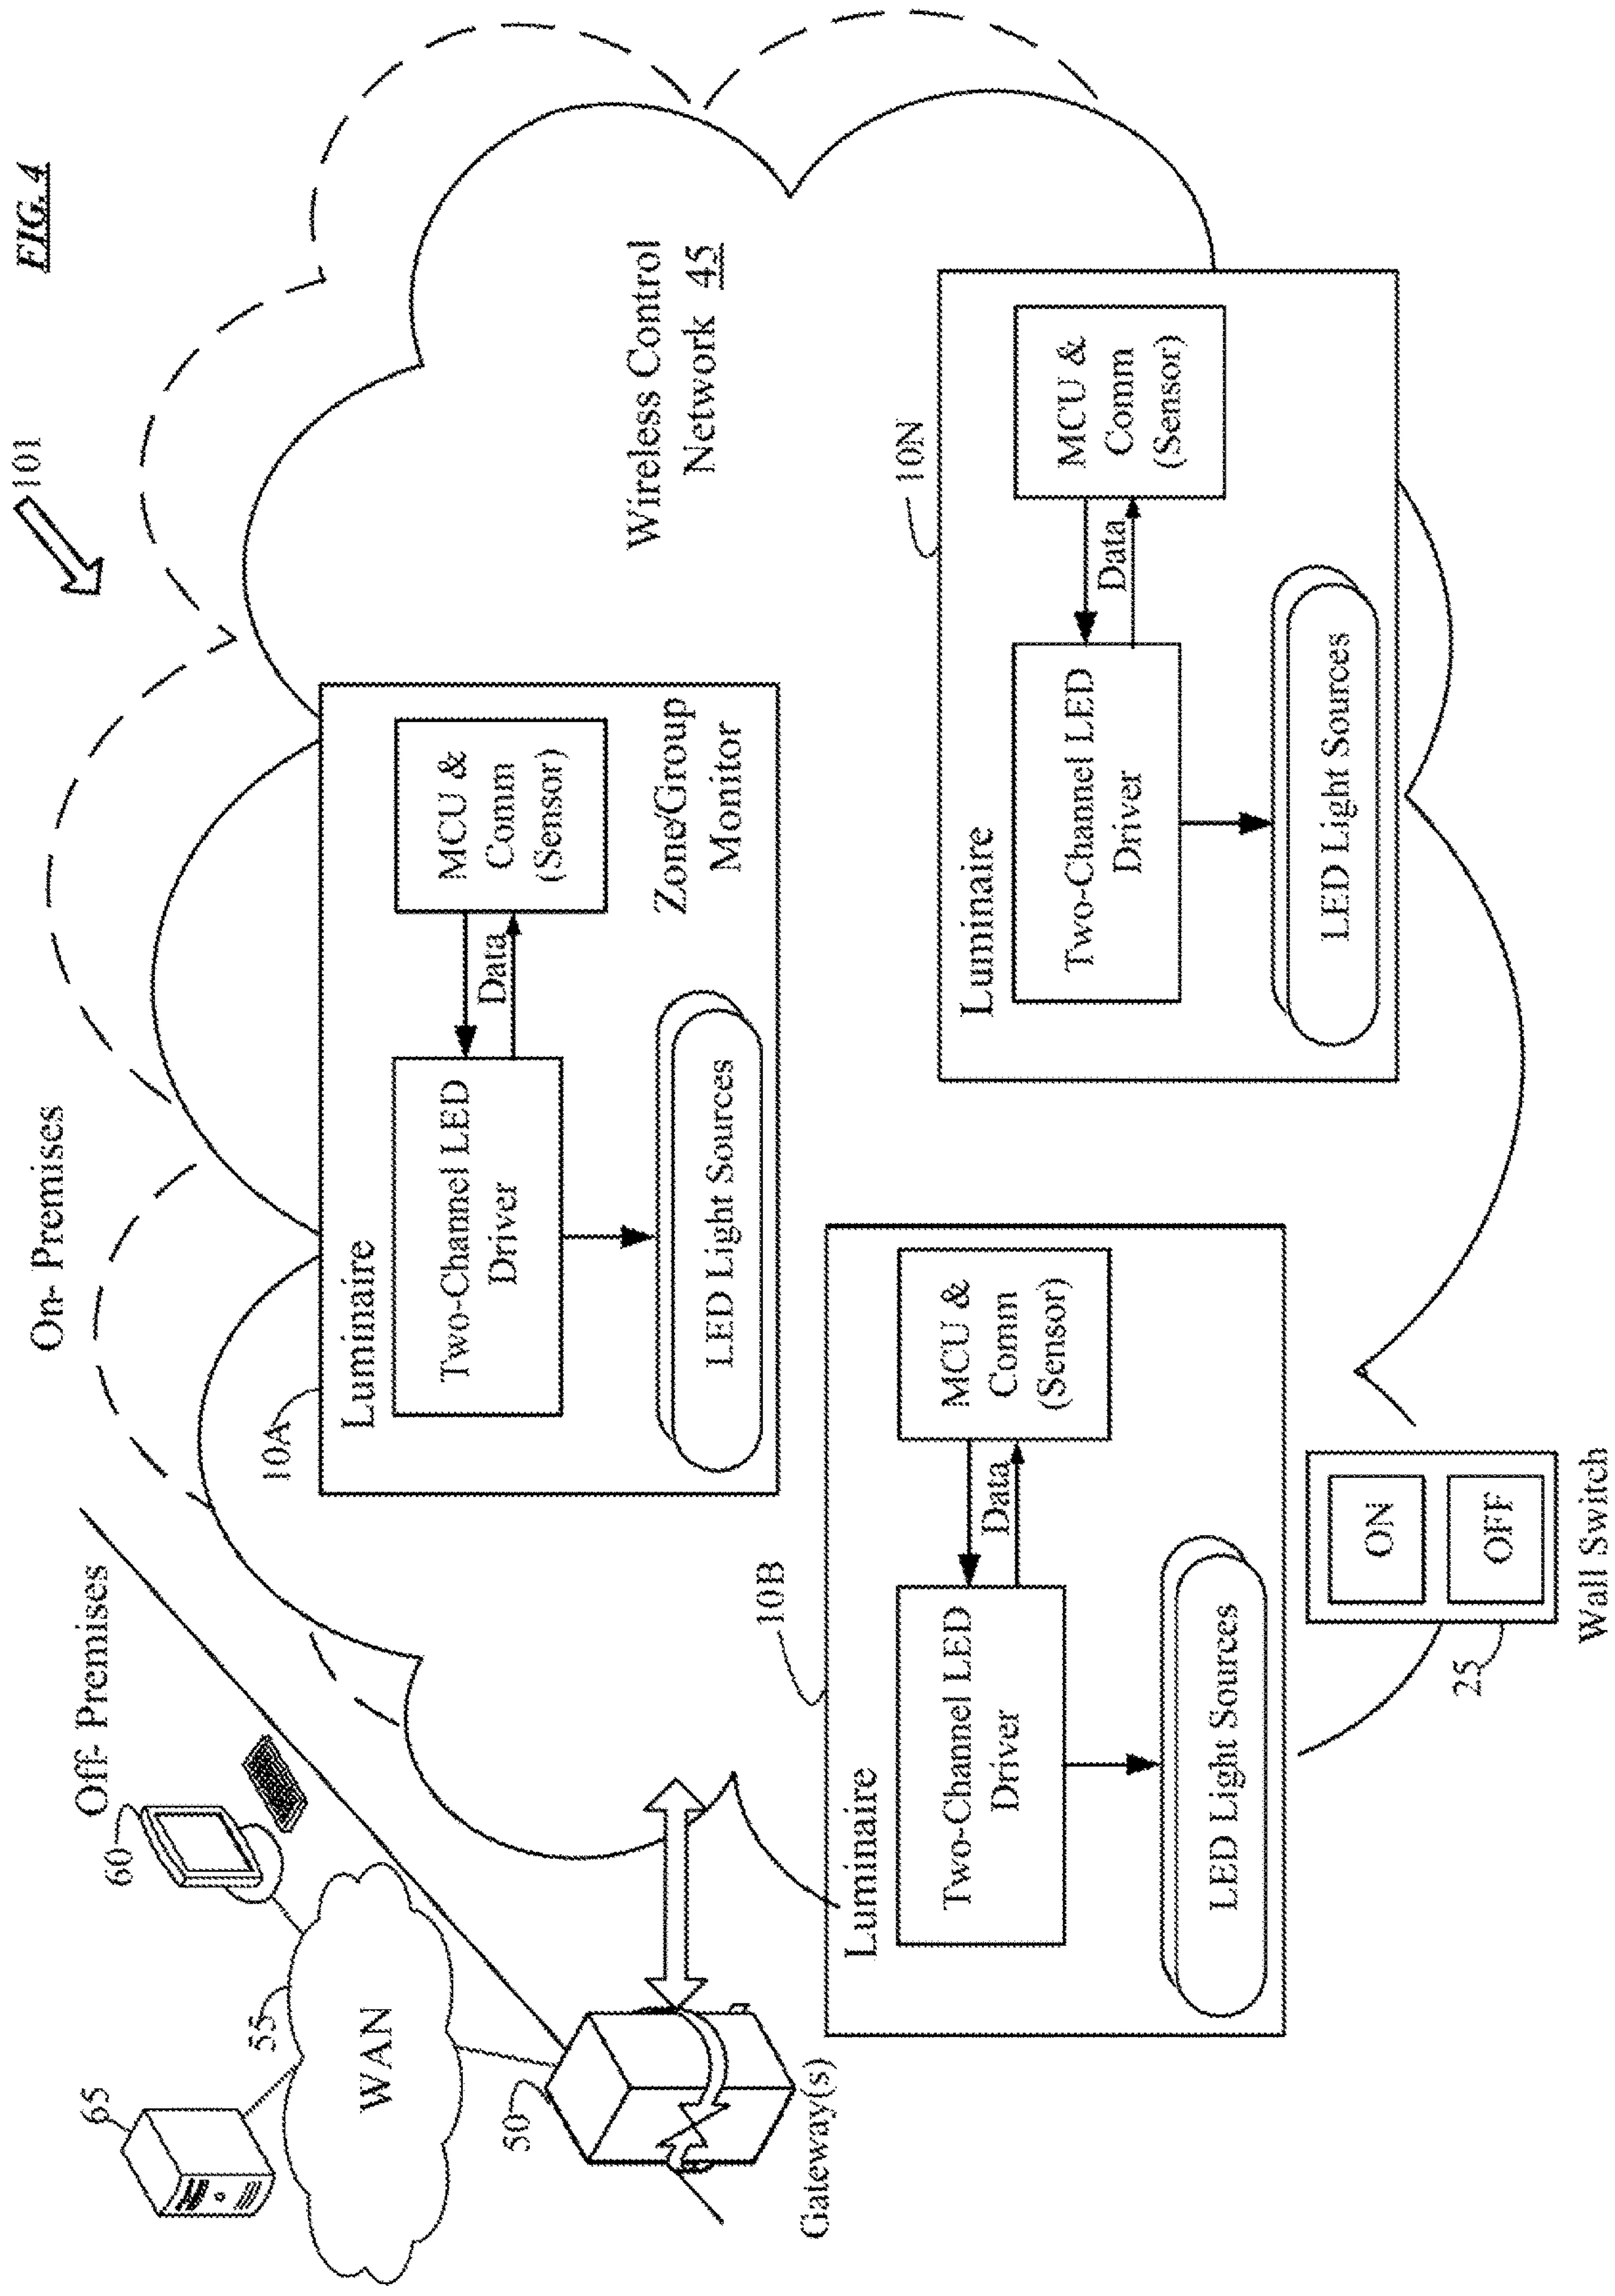 FIG. 4
101
On- Premises
Off- Premises
65
60
55
WAN
50
Gateway(s)
Wireless Control
Network 45
10A
Luminaire
Two-Channel LED
Driver
Data
MCU &
Comm
(Sensor)
LED Light Sources
Zone/Group
Monitor
10B
Luminaire
Two-Channel LED
Driver
Data
MCU &
Comm
(Sensor)
LED Light Sources
10N
Luminaire
Two-Channel LED
Driver
Data
MCU &
Comm
(Sensor)
LED Light Sources
ON
OFF
25
Wall Switch